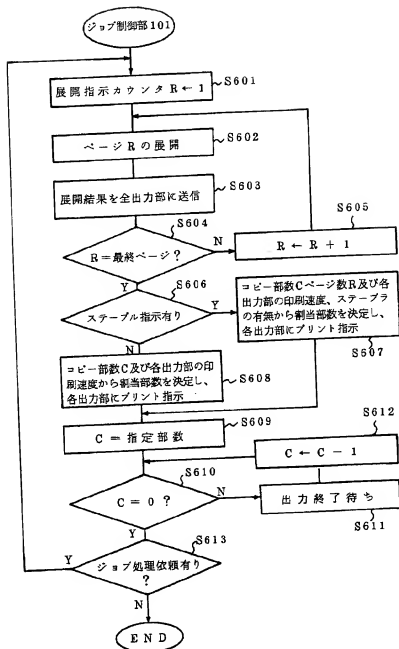 ジョブ制御部101
S601
展開指示カウンタR←1
S602
ページRの展開
S603
展開結果を全出力部に送信
S604
R=最終ページ?
N
S605
R←R+1
Y
S606
ステープル指示有り
Y
コピー部数Cページ数R及び各
出力部の印刷速度、ステープラ
の有無から割当部数を決定し、
各出力部にプリント指示
S607
N
コピー部数C及び各出力部の印
刷速度から割当部数を決定し、
各出力部にプリント指示
S608
S609
C=指定部数
S612
C←C-1
S610
C=0?
N
出力終了待ち
S611
Y
S613
ジョブ処理依頼有り
?
Y
N
END